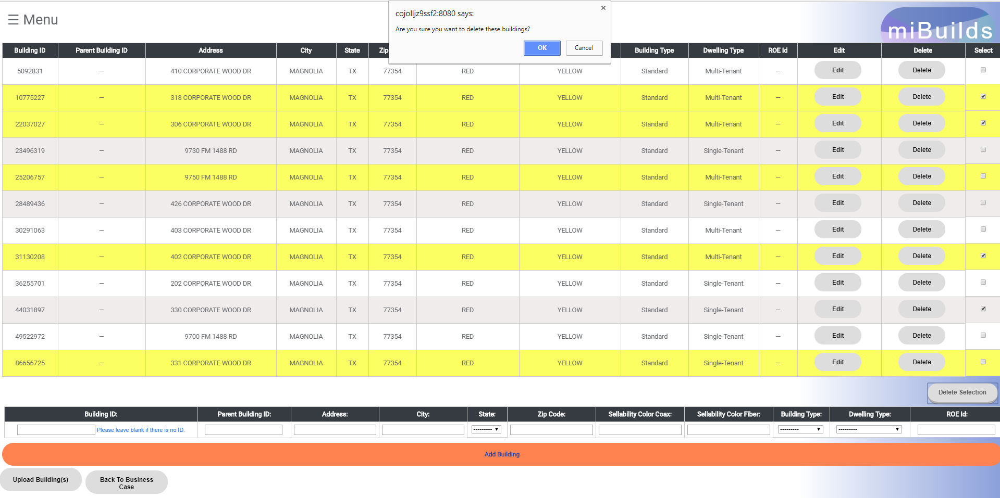 cojolljz9ssf2:8080 says:
Are you sure you want to delete these buildings?
OK Cancel
☰ Menu
miBuilds
Building ID Parent Building ID Address City State Zip Building Type Dwelling Type ROE Id Edit Delete Select
5092831 — 410 CORPORATE WOOD DR MAGNOLIA TX 77354 RED YELLOW Standard Multi-Tenant — Edit Delete
10775227 — 318 CORPORATE WOOD DR MAGNOLIA TX 77354 RED YELLOW Standard Multi-Tenant — Edit Delete
22037027 — 306 CORPORATE WOOD DR MAGNOLIA TX 77354 RED YELLOW Standard Multi-Tenant — Edit Delete
23496319 — 9730 FM 1488 RD MAGNOLIA TX 77354 RED YELLOW Standard Single-Tenant — Edit Delete
25206757 — 9750 FM 1488 RD MAGNOLIA TX 77354 RED YELLOW Standard Multi-Tenant — Edit Delete
28489436 — 426 CORPORATE WOOD DR MAGNOLIA TX 77354 RED YELLOW Standard Single-Tenant — Edit Delete
30291063 — 403 CORPORATE WOOD DR MAGNOLIA TX 77354 RED YELLOW Standard Multi-Tenant — Edit Delete
31130208 — 402 CORPORATE WOOD DR MAGNOLIA TX 77354 RED YELLOW Standard Multi-Tenant — Edit Delete
36255701 — 202 CORPORATE WOOD DR MAGNOLIA TX 77354 RED YELLOW Standard Single-Tenant — Edit Delete
44031897 — 330 CORPORATE WOOD DR MAGNOLIA TX 77354 RED YELLOW Standard Single-Tenant — Edit Delete
49522972 — 9700 FM 1488 RD MAGNOLIA TX 77354 RED YELLOW Standard Single-Tenant — Edit Delete
86656725 — 331 CORPORATE WOOD DR MAGNOLIA TX 77354 RED YELLOW Standard Single-Tenant — Edit Delete
Delete Selection
Building ID: Parent Building ID: Address: City: State: Zip Code: Sellability Color Coax: Sellability Color Fiber: Building Type: Dwelling Type: ROE Id:
Please leave blank if there is no ID. --------- --------- ---------
Add Building
Upload Building(s)
Back To Business
Case